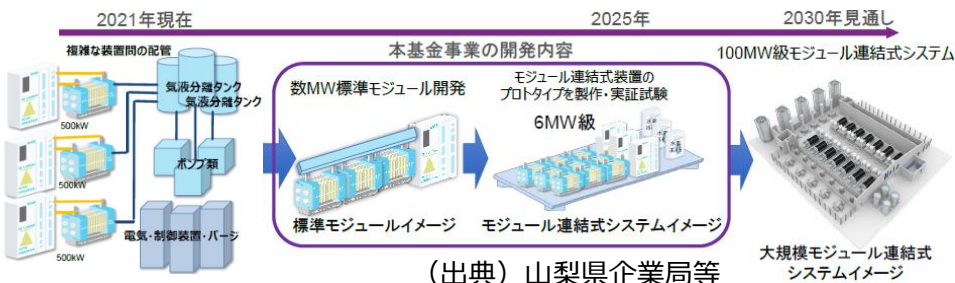 2021年現在
2025年
2030年見通し
複雑な装置間の配管
気液分離タンク
気液分離タンク
500kW
500kW
500kW
ポンプ類
電気・制御装置・パージ
本基金事業の開発内容
数MW標準モジュール開発
標準モジュールイメージ
モジュール連結式装置の
プロトタイプを製作・実証試験
6MW級
モジュール連結式システムイメージ
100MW級モジュール連結式システム
大規模モジュール連結式
システムイメージ
（出典）山梨県企業局等